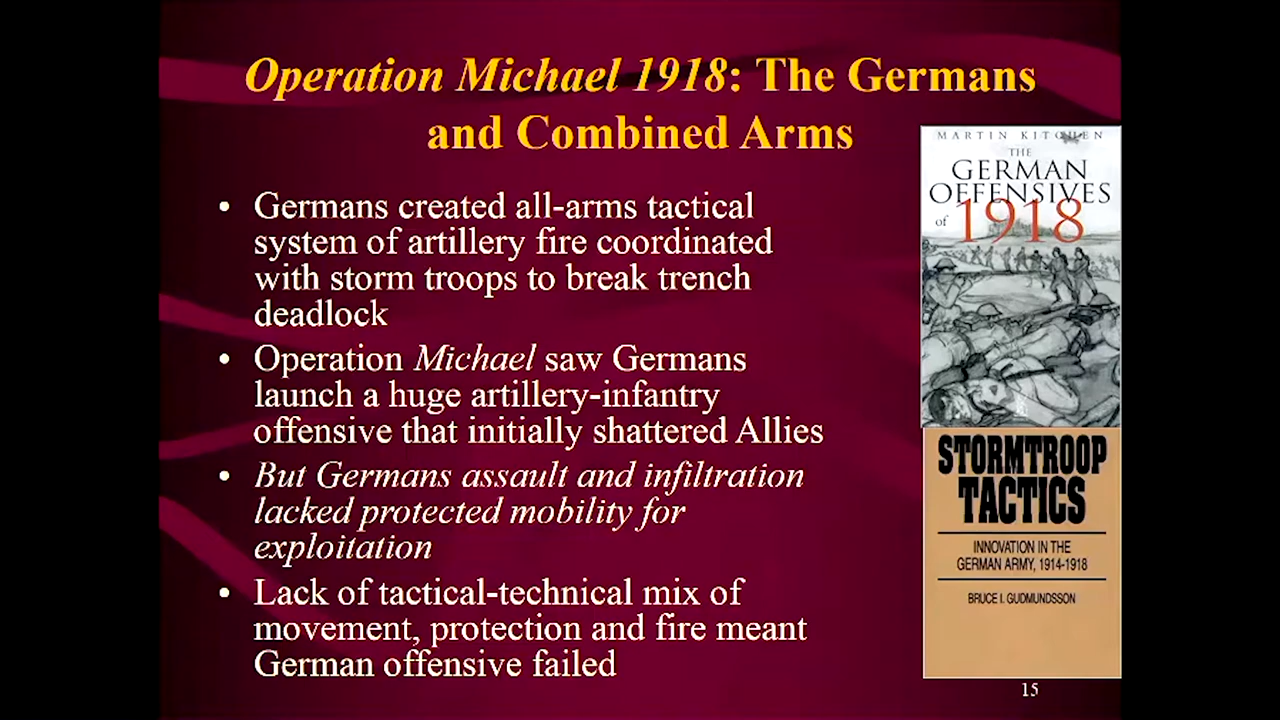 Operation Michael 1918: The Germans
and Combined Arms
• Germans created all-arms tactical
system of artillery fire coordinated
with storm troops to break trench
deadlock
• Operation Michael saw Germans
launch a huge artillery-infantry
offensive that initially shattered Allies
• But Germans assault and infiltration
lacked protected mobility for
exploitation
• Lack of tactical-technical mix of
movement, protection and fire meant
German offensive failed
MARTIN KITCHEN
THE
GERMAN
OFFENSIVES
of 1918
STORMTROOP
TACTICS
INNOVATION IN THE
GERMAN ARMY, 1914-1918
BRUCE I. GUDMUNDSSON
15